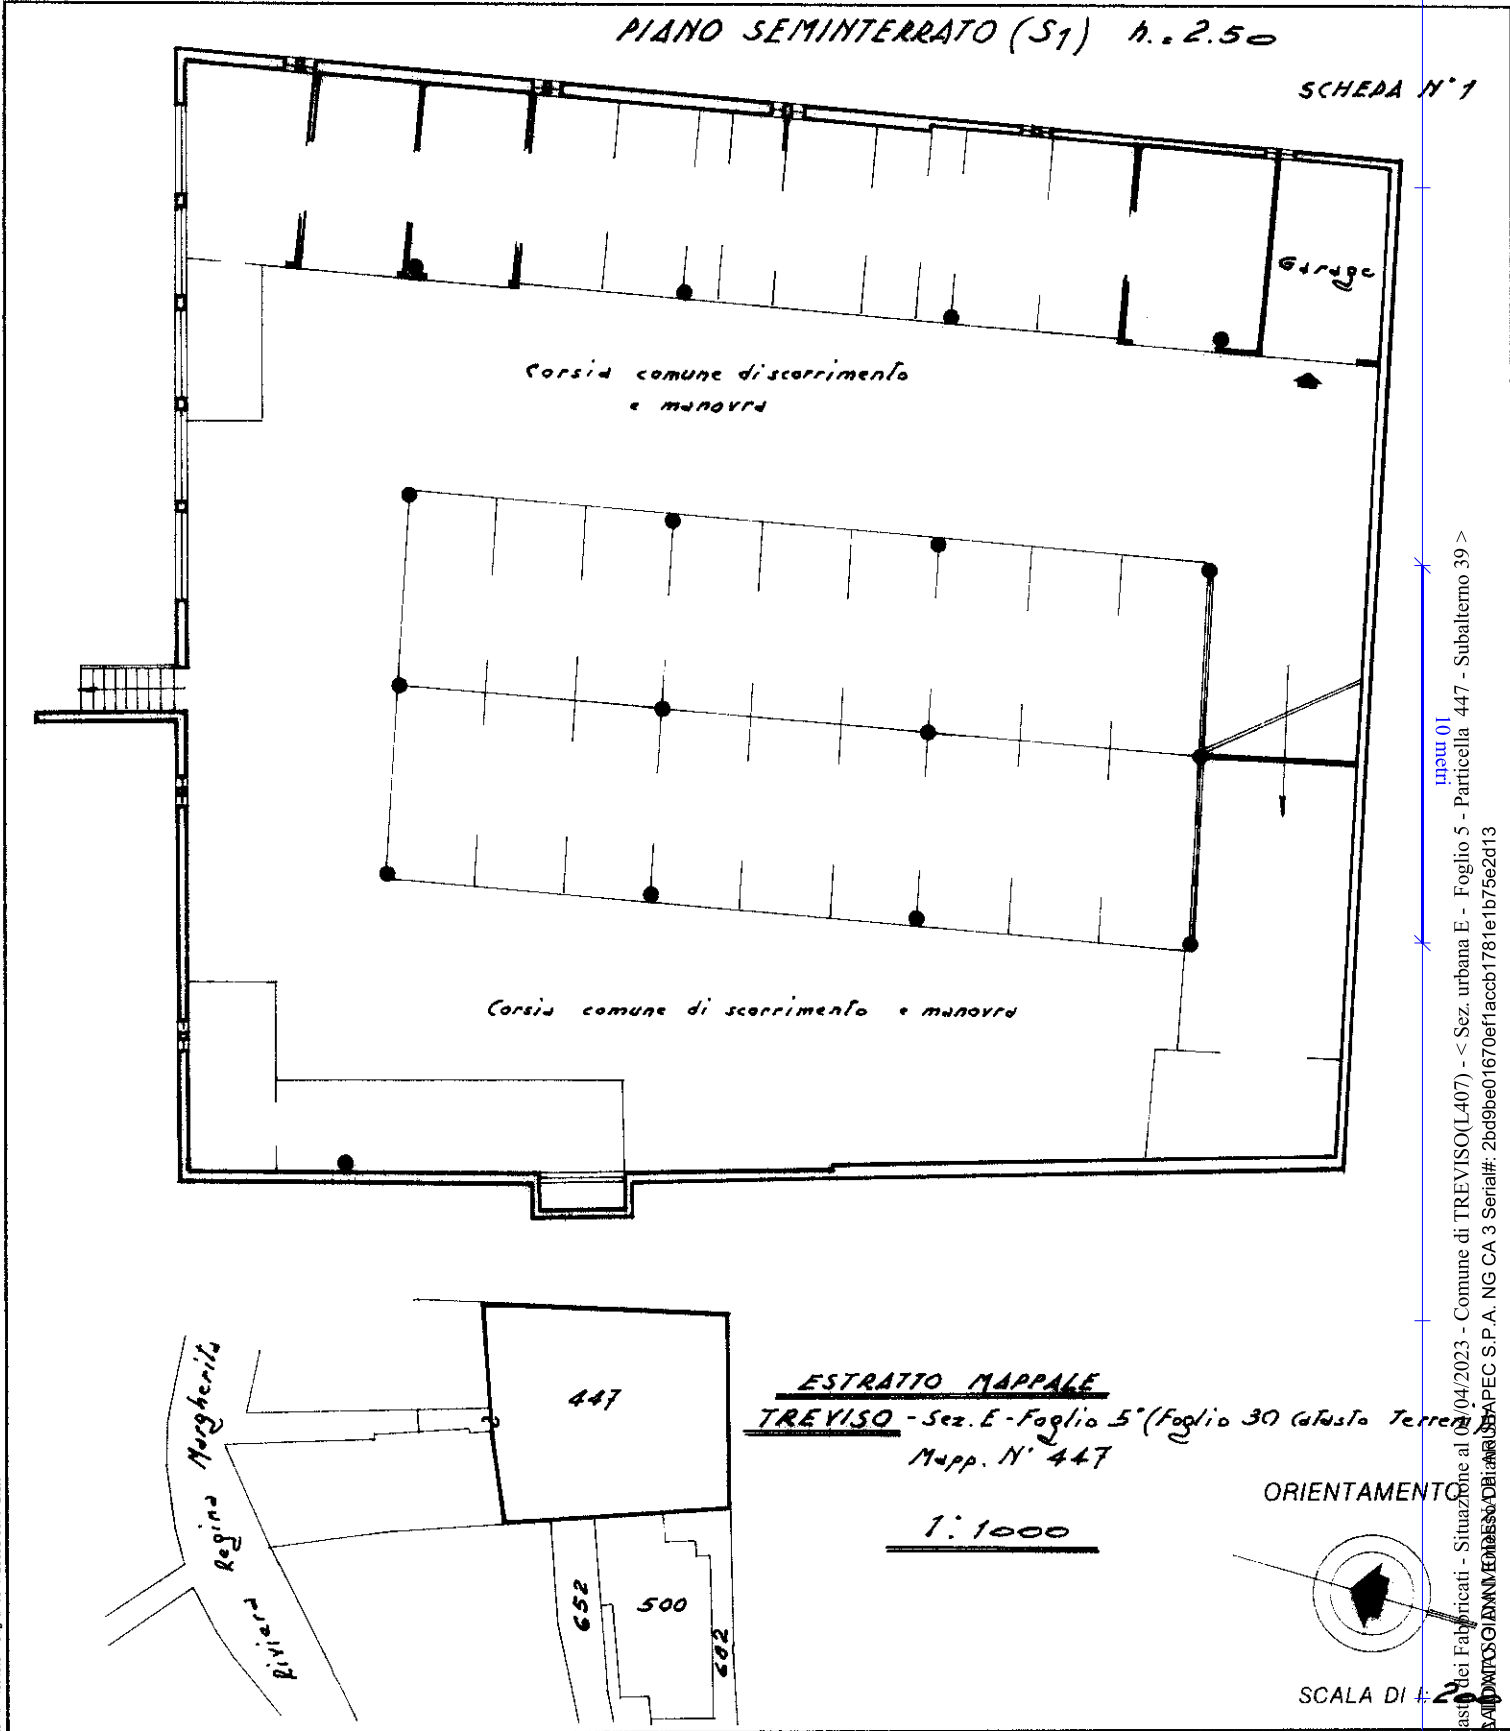 PIANO SEMINTERRATO (S1) h. = 2.50
SCHEDA N° 1
Garage
Corsia comune di scorrimento
e manovra
Corsia comune di scorrimento e manovra
10 metri
Situazione al /04/2023 - Comune di TREVISO(L407) - < Sez. urbana E - Foglio 5 - Particella 447 - Subalterno 39 >
ARUBAPEC S.P.A. NG CA 3 Serial#: 2bd9be01670ef1accb1781e1b75e2d13
447
Riviera Regina Margherita
652
500
602
ESTRATTO MAPPALE
TREVISO - Sez. E - Foglio 5° (Foglio 30 Catasto Terreni)
Mapp. N° 447
1:1000
ORIENTAMENTO
SCALA DI 1: 200
dei Fabbricati